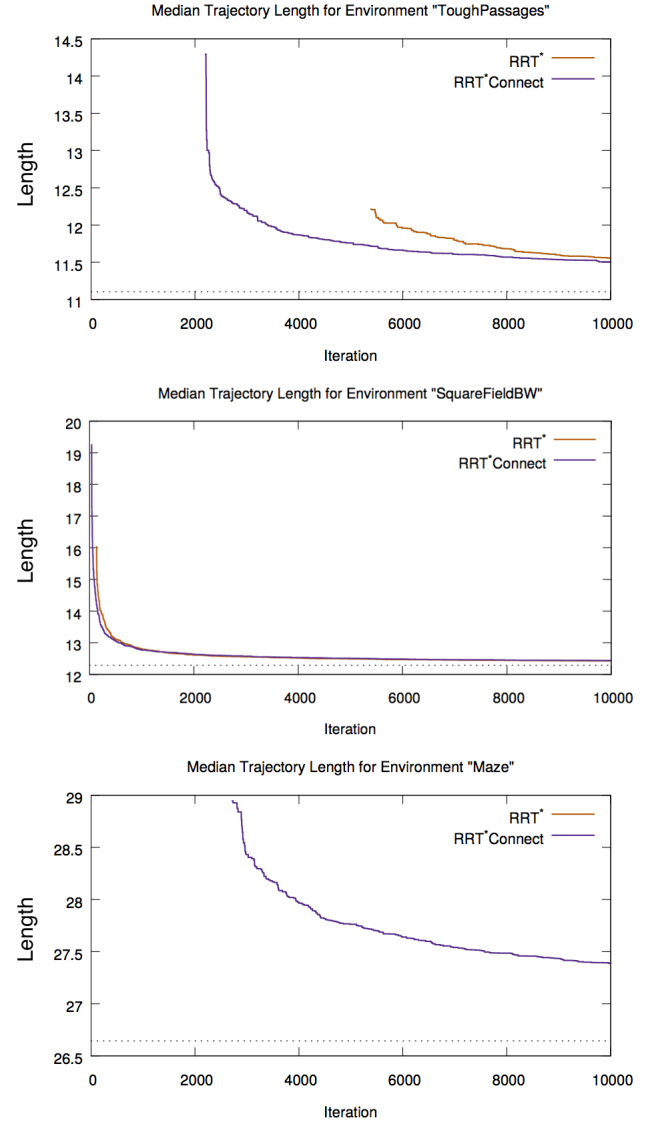 Median Trajectory Length for Environment "ToughPassages"
14.5
14
13.5
13
12.5
12
11.5
11
Length
RRT*
RRT*Connect
0 2000 4000 6000 8000 10000
Iteration
Median Trajectory Length for Environment "SquareFieldBW"
20
19
18
17
16
15
14
13
12
Length
RRT*
RRT*Connect
0 2000 4000 6000 8000 10000
Iteration
Median Trajectory Length for Environment "Maze"
29
28.5
28
27.5
27
26.5
Length
RRT*
RRT*Connect
0 2000 4000 6000 8000 10000
Iteration